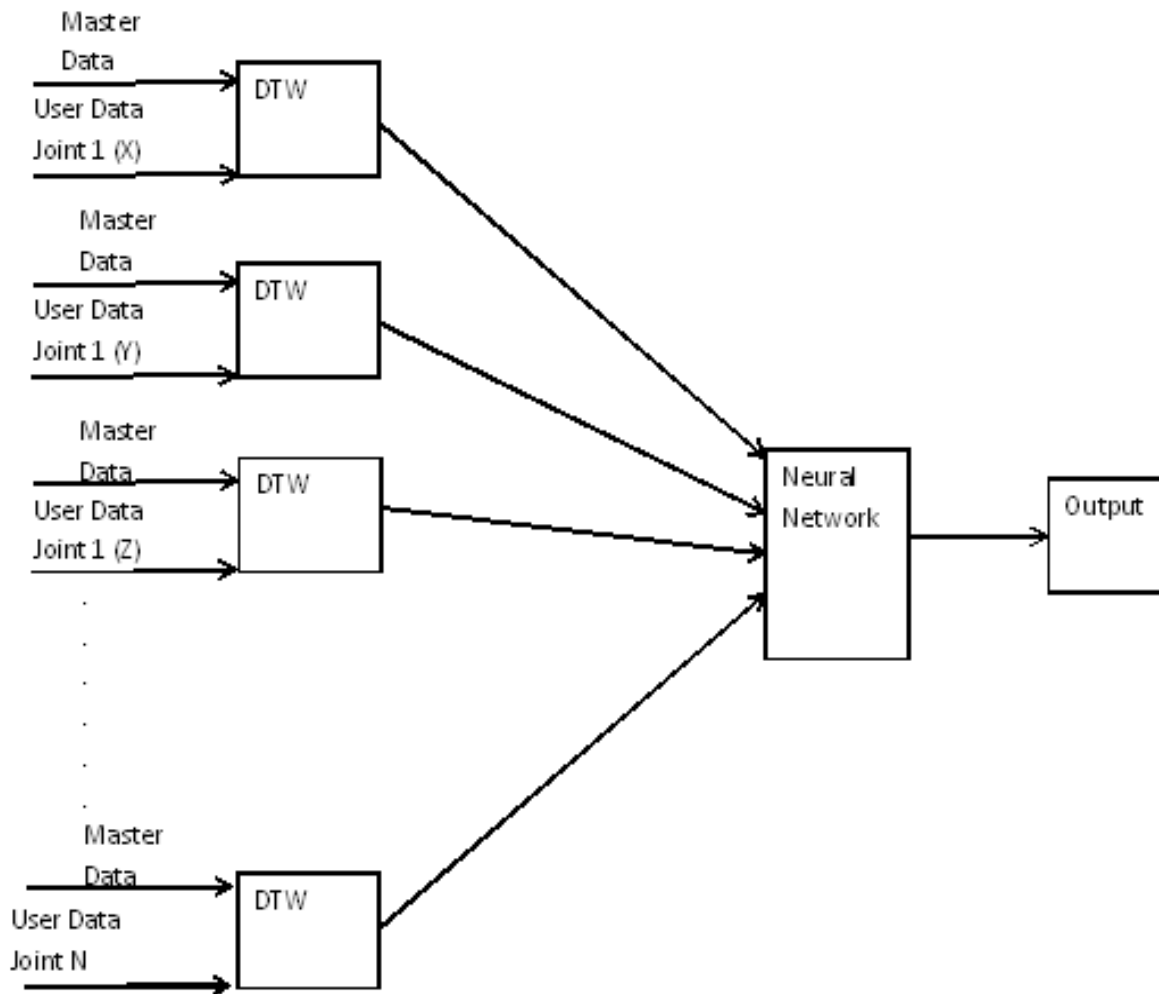 Master
Data
User Data
Joint 1 (X)
DTW
Master
Data
User Data
Joint 1 (Y)
DTW
Master
Data
User Data
Joint 1 (Z)
DTW
.
.
.
.
.
.
Master
Data
User Data
Joint N
DTW
Neural
Network
Output